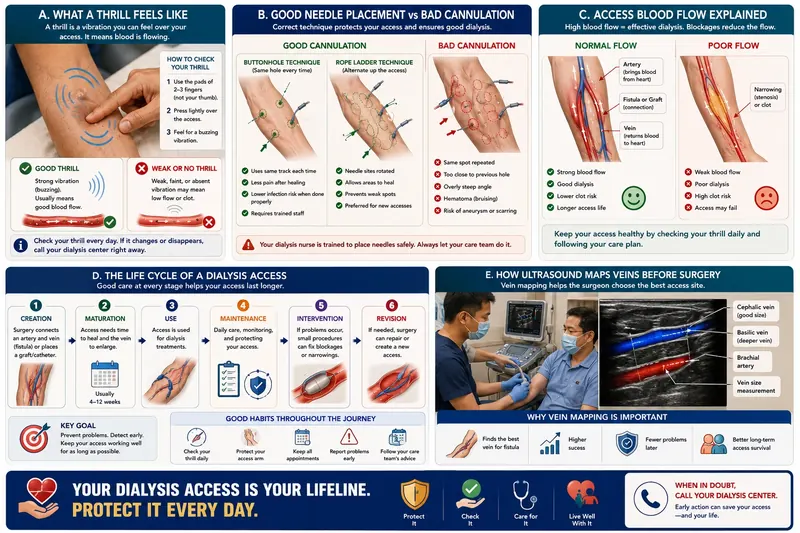 A. WHAT A THRILL FEELS LIKE
A thrill is a vibration you can feel over your
access. It means blood is flowing.
HOW TO CHECK
YOUR THRILL
1 Use the pads of
2–3 fingers
(not your thumb).
2 Press lightly
over the access.
3 Feel for a buzzing
vibration.
GOOD THRILL
Strong vibration
(buzzing).
Usually means
good blood flow.
WEAK OR NO THRILL
Weak, faint, or absent
vibration may mean
low flow or clot.
Check your thrill every day. If it changes or disappears,
call your dialysis center right away.
B. GOOD NEEDLE PLACEMENT vs BAD CANNULATION
Correct technique protects your access and ensures good dialysis.
GOOD CANNULATION
BUTTONHOLE TECHNIQUE
(Same hole every time)
Uses same track each time
Less pain after healing
Lower infection risk when done
properly
Requires trained staff
ROPE LADDER TECHNIQUE
(Alternate up the access)
Needle sites rotated
Allows areas to heal
Prevents weak spots
Preferred for new accesses
BAD CANNULATION
Same spot repeated
Too close to previous hole
Overly steep angle
Hematoma (bruising)
Risk of aneurysm or scarring
Your dialysis nurse is trained to place needles safely. Always let your care team do it.
C. ACCESS BLOOD FLOW EXPLAINED
High blood flow = effective dialysis. Blockages reduce the flow.
NORMAL FLOW
Artery
(brings blood
from heart)
Fistula or Graft
(connection)
Vein
(returns blood
to heart)
Strong blood flow
Good dialysis
Lower clot risk
Longer access life
POOR FLOW
Narrowing
(stenosis)
or clot
Weak blood flow
Poor dialysis
High clot risk
Access may fail
Keep your access healthy by checking your thrill daily and
following your care plan.
D. THE LIFE CYCLE OF A DIALYSIS ACCESS
Good care at every stage helps your access last longer.
1
CREATION
Surgery connects
an artery and vein
(fistula) or places
a graft/catheter.
2
MATURATION
Access needs time
to heal and the vein
to enlarge.
Usually
4–12 weeks
3
USE
Access is used
for dialysis
treatments.
4
MAINTENANCE
Daily care, monitoring,
and protecting
your access.
5
INTERVENTION
If problems occur,
small procedures
can fix blockages
or narrowings.
6
REVISION
If needed, surgery
can repair or
create a new
access.
KEY GOAL
Prevent problems. Detect early.
Keep your access working well
for as long as possible.
GOOD HABITS THROUGHOUT THE JOURNEY
Check your
thrill daily
Protect your
access arm
Keep all
appointments
Report problems
early
Follow your care
team's advice
E. HOW ULTRASOUND MAPS VEINS BEFORE SURGERY
Vein mapping helps the surgeon choose the best access site.
Cephalic vein
(good size)
Basilic vein
(deeper vein)
Brachial
artery
Vein size
measurement
WHY VEIN MAPPING IS IMPORTANT
Finds the best
vein for fistula
Higher
sucess
Fewer problems
later
Better long-term
access survival
YOUR DIALYSIS ACCESS IS YOUR LIFELINE.
PROTECT IT EVERY DAY.
Protect
It
Check
It
Care for
It
Live Well
With It
WHEN IN DOUBT,
CALL YOUR DIALYSIS CENTER.
Early action can save your access
—and your life.